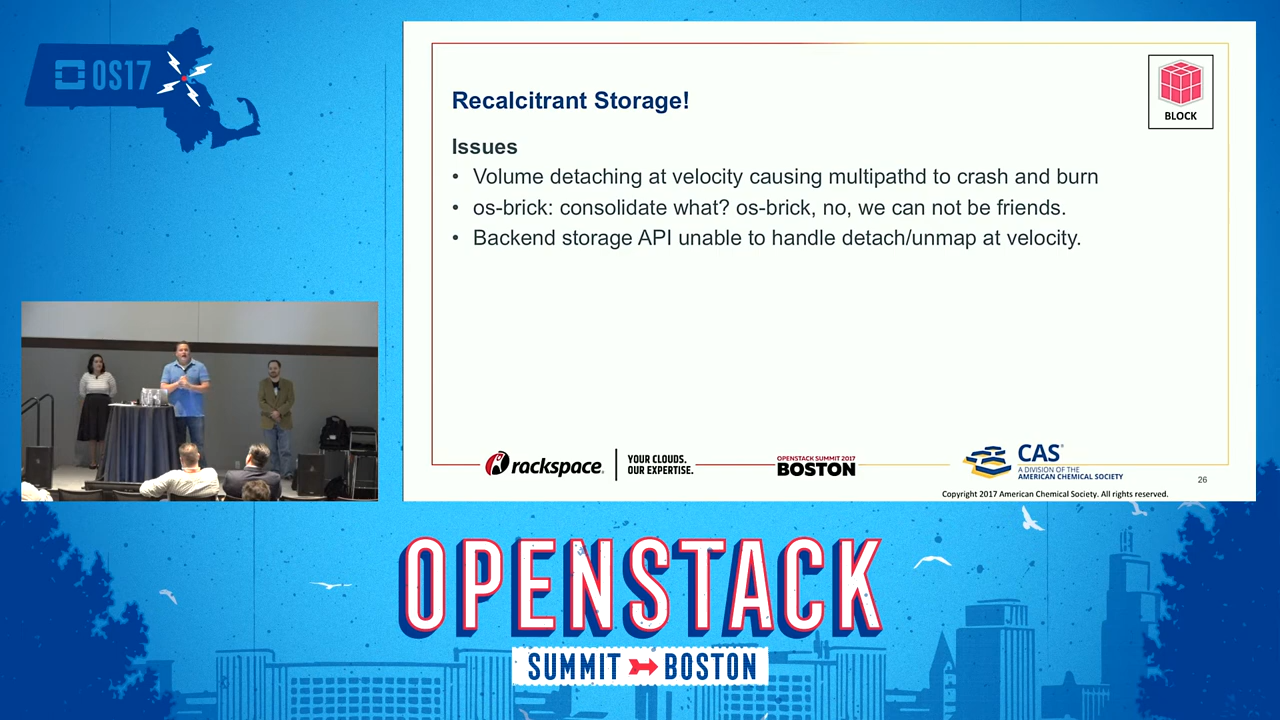 OS17
Recalcitrant Storage!
BLOCK
Issues
• Volume detaching at velocity causing multipathd to crash and burn
• os-brick: consolidate what? os-brick, no, we can not be friends.
• Backend storage API unable to handle detach/unmap at velocity.
rackspace.
YOUR CLOUDS.
OUR EXPERTISE.
OPENSTACK SUMMIT 2017
BOSTON
CAS
A DIVISION OF THE
AMERICAN CHEMICAL SOCIETY
26
Copyright 2017 American Chemical Society. All rights reserved.
OPENSTACK
SUMMIT BOSTON